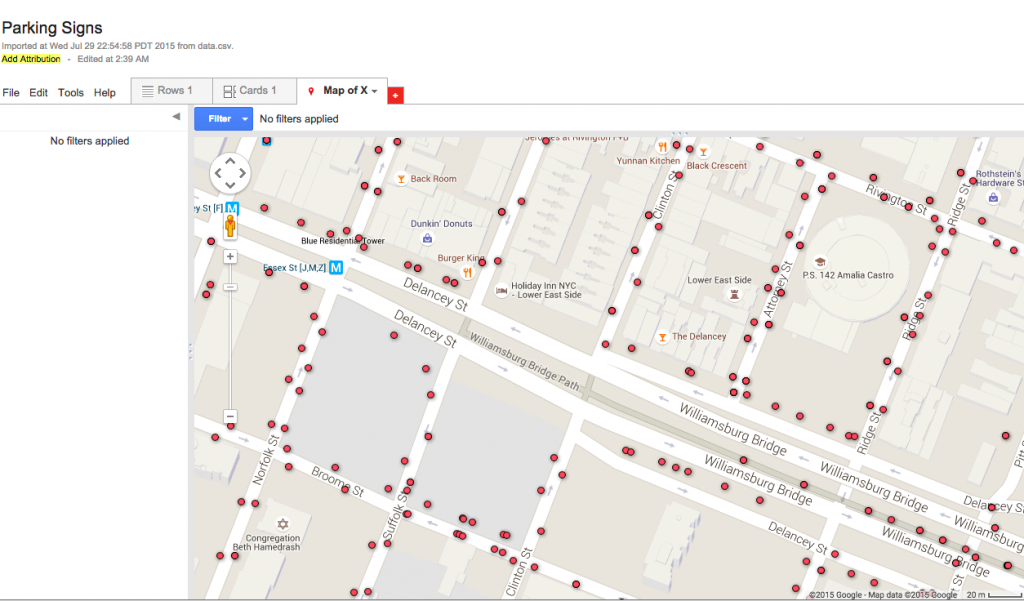 Parking Signs
Imported at Wed Jul 29 22:54:58 PDT 2015 from data.csv.
Add Attribution - Edited at 2:39 AM
File Edit Tools Help
Rows 1
Cards 1
Map of X
Filter
No filters applied
No filters applied
at Rivington
Yunnan Kitchen
Black Crescent
Back Room
Rothstein's
Hardware St
Rivington St
Clinton St
Ridge St
ey St [F] M
Dunkin' Donuts
Blue Residential Tower
Burger King
Essex St [J,M,Z] M
P.S. 142 Amalia Castro
Lower East Side
Holiday Inn NYC
- Lower East Side
Attorney St
Delancey St
Delancey St
The Delancey
Ridge St
Williamsburg Bridge Path
Williamsburg Bridge
Ridge St
Norfolk St
Williamsburg Bridge
Williamsburg Bridge
Pitt S
Broome St
Suffolk St
Delancey St
Williamsburg
Congregation
Beth Hamedrash
Delancey St
Williamsburg Bridge
Clinton St
St
©2015 Google - Map data ©2015 Google
20 m